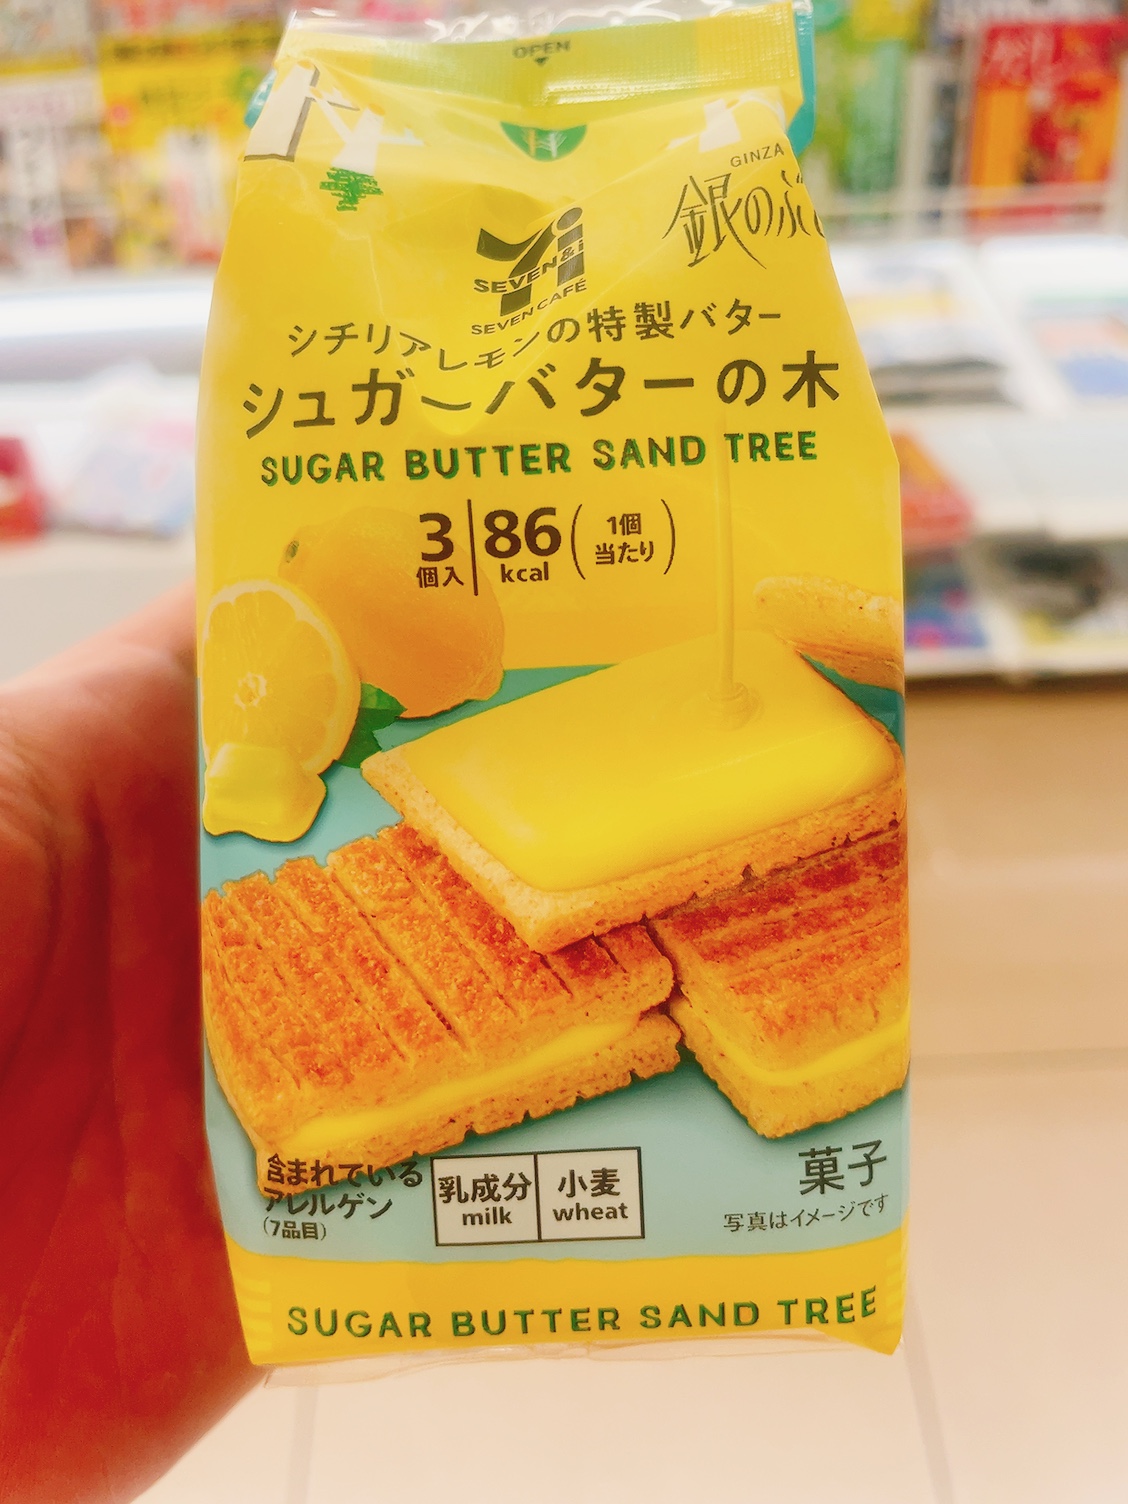 OPEN
GINZA
銀のぶ
SEVEN&i
SEVEN CAFÉ
シチリアレモンの特製バター
シュガーバターの木
SUGAR BUTTER SAND TREE
3個入
86kcal
(1個当たり)
含まれているアレルゲン
(7品目)
乳成分
milk
小麦
wheat
菓子
写真はイメージです
SUGAR BUTTER SAND TREE